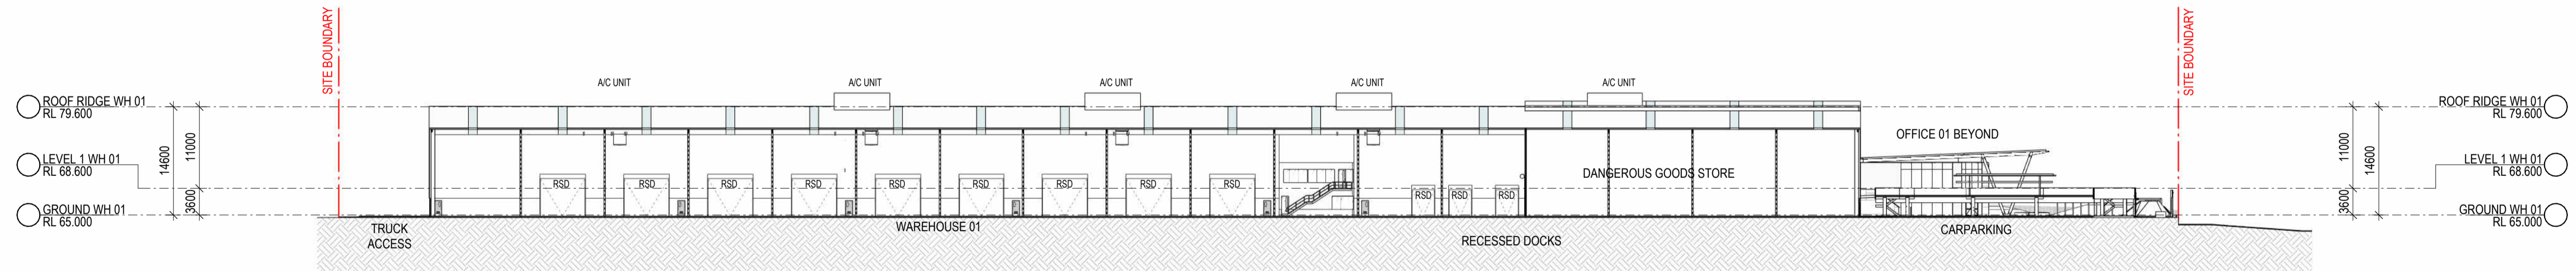 SITE BOUNDARY
SITE BOUNDARY
A/C UNIT
A/C UNIT
A/C UNIT
A/C UNIT
A/C UNIT
ROOF RIDGE WH 01
RL 79.600
ROOF RIDGE WH 01
RL 79.600
OFFICE 01 BEYOND
14600
11000
11000
14600
LEVEL 1 WH 01
RL 68.600
LEVEL 1 WH 01
RL 68.600
DANGEROUS GOODS STORE
RSD
RSD
RSD
RSD
RSD
RSD
RSD
RSD
RSD
RSD
RSD
RSD
3600
3600
GROUND WH 01
RL 65.000
GROUND WH 01
RL 65.000
TRUCK
ACCESS
WAREHOUSE 01
RECESSED DOCKS
CARPARKING